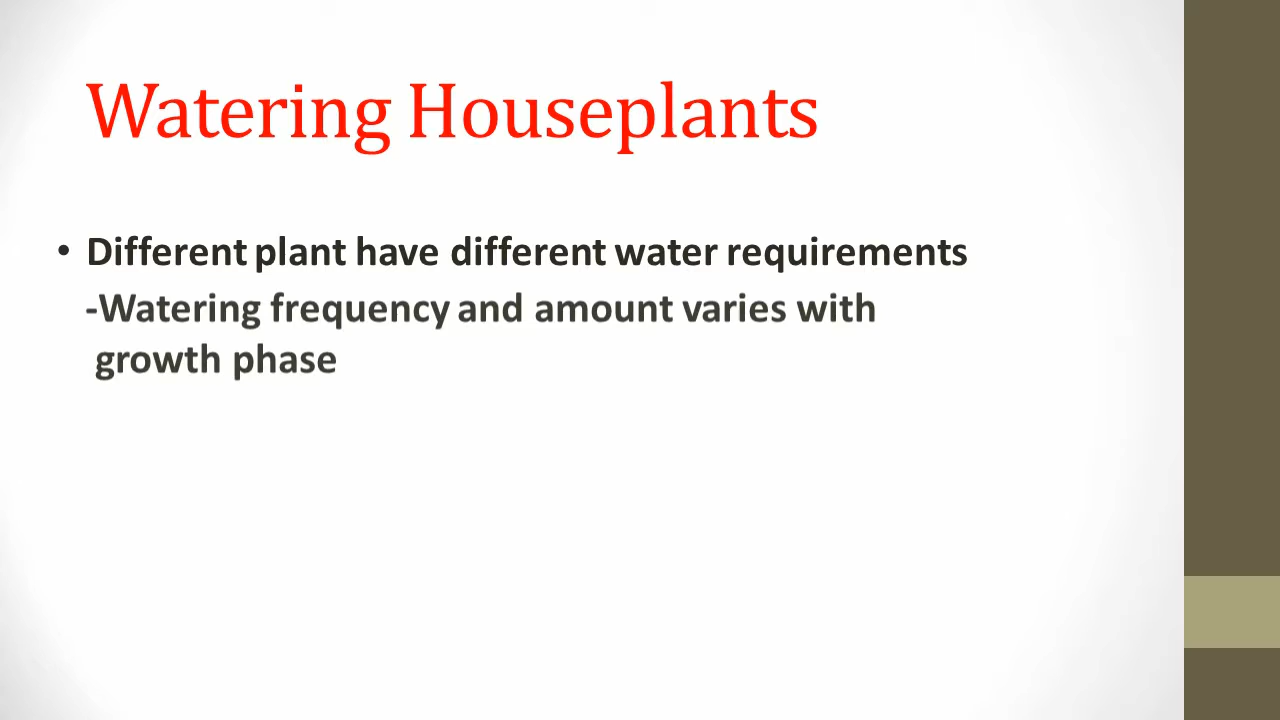 Watering Houseplants
• Different plant have different water requirements
-Watering frequency and amount varies with
growth phase